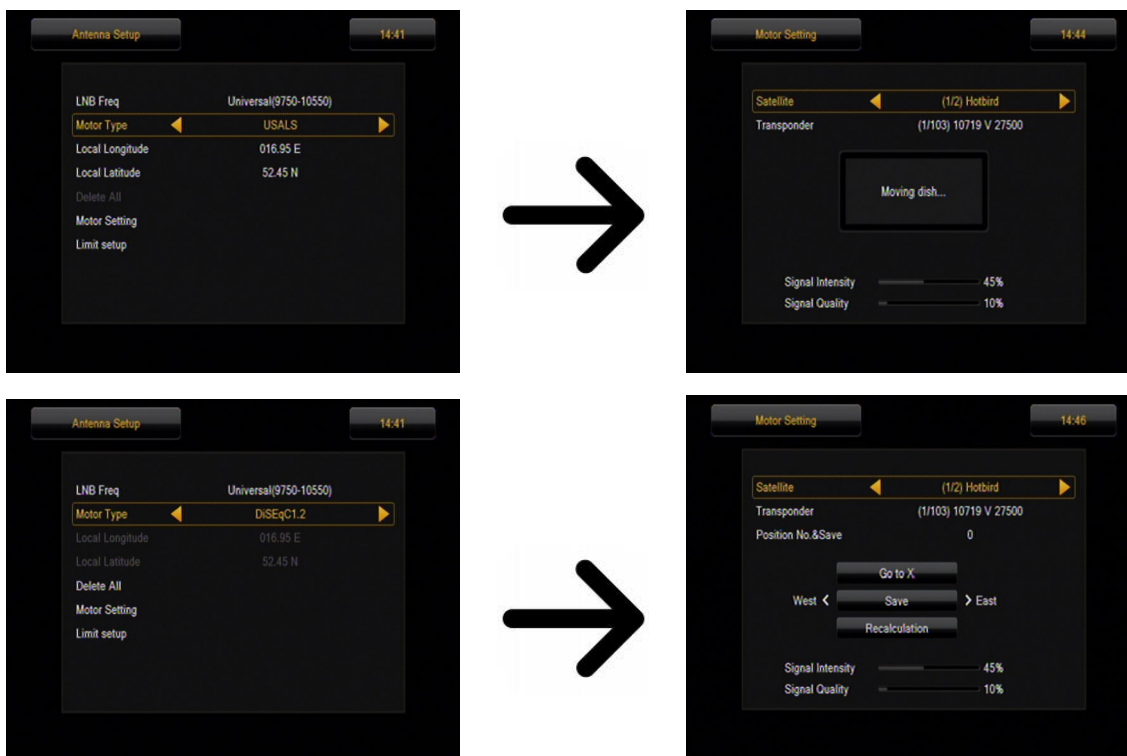 Antenna Setup 14:41
LNB Freq Universal(9750-10550)
Motor Type USALS
Local Longitude 016.95 E
Local Latitude 52.45 N
Delete All
Motor Setting
Limit setup
Motor Setting 14:44
Satellite (1/2) Hotbird
Transponder (1/103) 10719 V 27500
Moving dish...
Signal Intensity 45%
Signal Quality 10%
Antenna Setup 14:41
LNB Freq Universal(9750-10550)
Motor Type DiSEqC1.2
Local Longitude 016.95 E
Local Latitude 52.45 N
Delete All
Motor Setting
Limit setup
Motor Setting 14:46
Satellite (1/2) Hotbird
Transponder (1/103) 10719 V 27500
Position No.&Save 0
Go to X
West < Save > East
Recalculation
Signal Intensity 45%
Signal Quality 10%